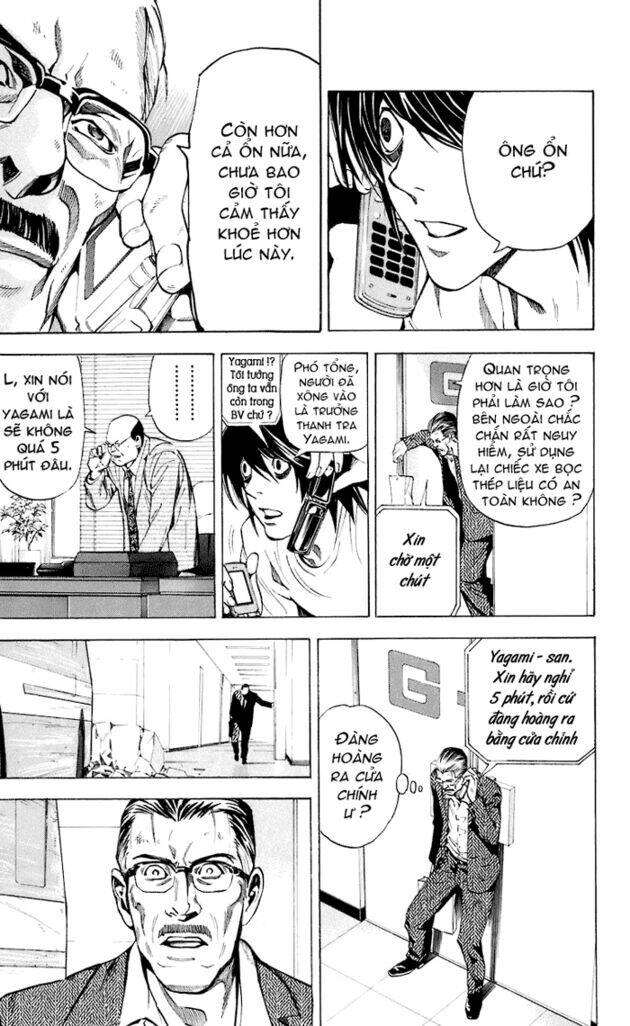 ÔNG ỔN
CHỨ?
CÒN HƠN
CẢ ỔN NỮA,
CHƯA BAO
GIỜ TÔI
CẢM THẤY
KHOẺ HƠN
LÚC NÀY.
QUAN TRỌNG
HƠN LÀ GIỜ TÔI
PHẢI LÀM SAO ?
BÊN NGOÀI CHẮC
CHẮN RẤT NGUY
HIỂM, SỬ DỤNG
LẠI CHIẾC XE BỌC
THÉP LIỆU CÓ AN
TOÀN KHÔNG ?
Xin
chờ một
chút
PHÓ TỔNG,
NGƯỜI ĐÃ
XÔNG VÀO
LÀ TRƯỞNG
THANH TRA
YAGAMI.
Yagami !?
Tôi tưởng
ông ta vẫn
còn trong
BV chứ ?
......
......
L, XIN NÓI
VỚI
YAGAMI LÀ
SẼ KHÔNG
QUÁ 5
PHÚT ĐÂU.
Yagami - san.
Xin hãy nghỉ
5 phút, rồi cứ
đàng hoàng ra
bằng cửa chính
G
ĐÀNG
HOÀNG
RA CỬA
CHÍNH
Ư ?